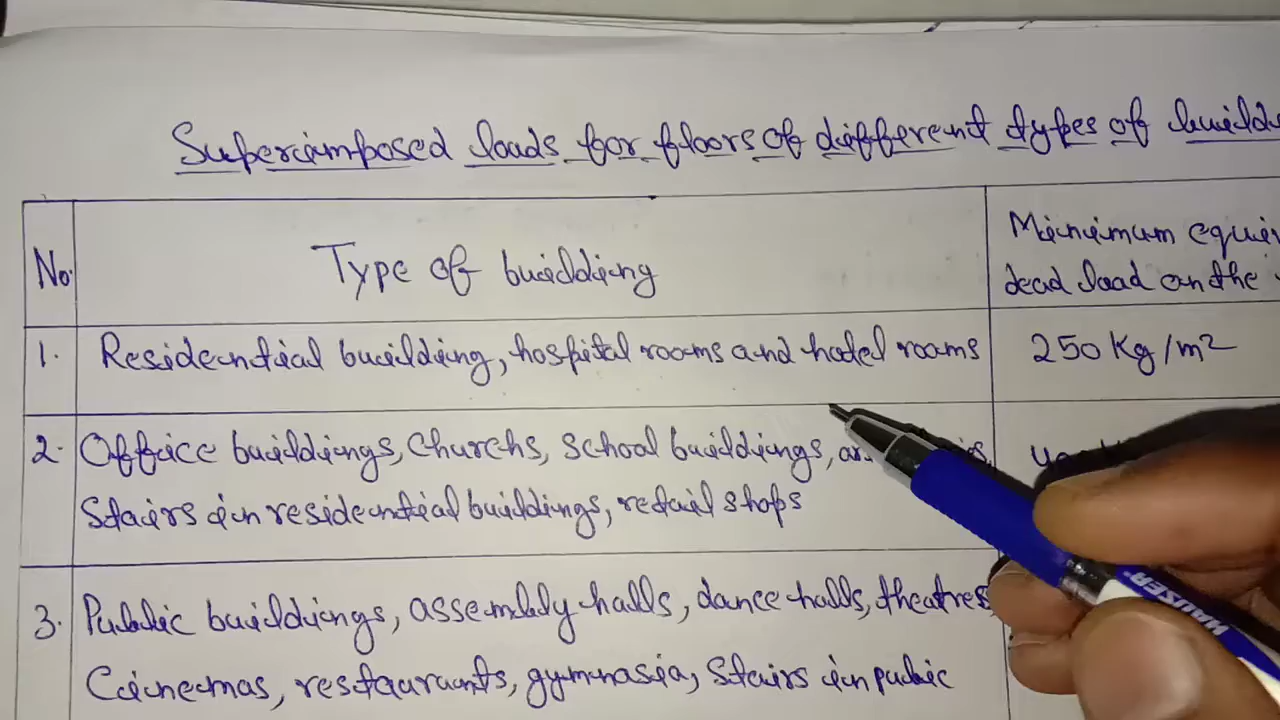 Superimposed loads for floors of different types of
No. Type of building Minimum
dead load on the
1. Residential building, hospital rooms and hotel rooms 250 Kg/m²
2. Office buildings, Churchs, School buildings,
Stairs in residential buildings, retail shops
3. Public buildings, assembly halls, dance halls, theatres
Cinemas, restaurants, gymnasia, Stairs in public
HAUSER